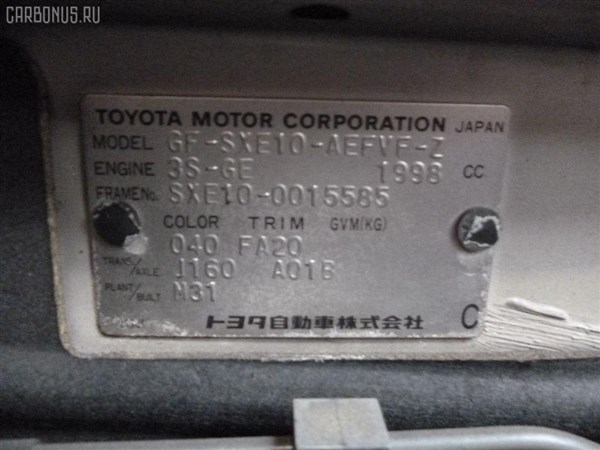 CARBONUS.RU
TOYOTA MOTOR CORPORATION JAPAN
MODEL GF-SXE10-AEFVF-Z
ENGINE 3S-GE 1998 CC
FRAME No. SXE10-0015585
COLOR TRIM GVM(KG)
040 FA20
TRANS./AXLE J160 A01B
PLANT/BUILT M31
トヨタ自動車株式会社 C